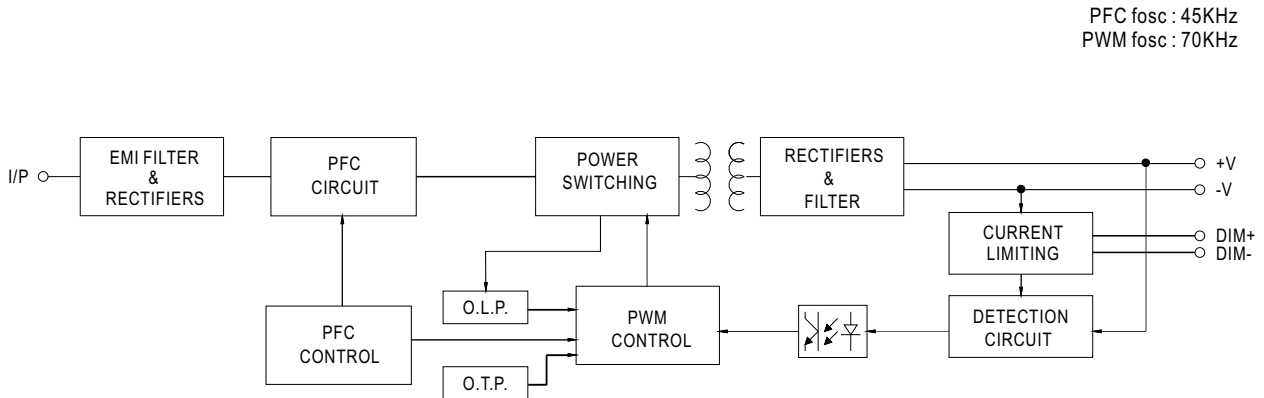 PFC fosc : 45KHz
PWM fosc : 70KHz
I/P
EMI FILTER
&
RECTIFIERS
PFC
CIRCUIT
POWER
SWITCHING
RECTIFIERS
&
FILTER
+V
-V
CURRENT
LIMITING
DIM+
DIM-
O.L.P.
PFC
CONTROL
PWM
CONTROL
DETECTION
CIRCUIT
O.T.P.